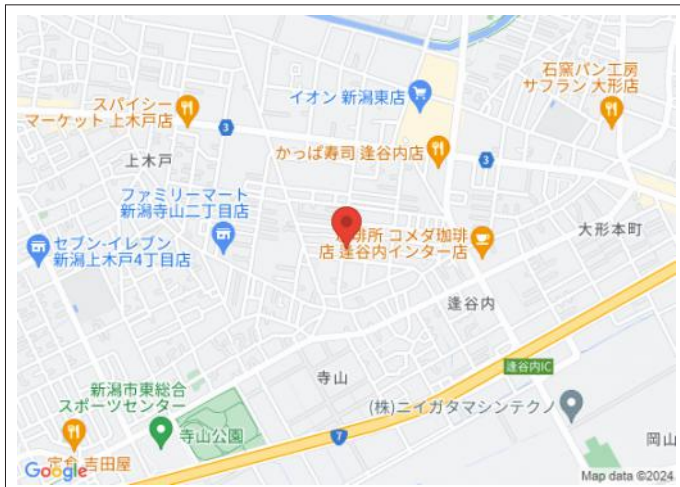 石窯パン工房
サフラン 大形店
イオン 新潟東店
スパイシー
マーケット 上木戸店
3
かっぱ寿司 逢谷内店
3
上木戸
ファミリーマート
新潟寺山二丁目店
セブン-イレブン
新潟上木戸4丁目店
琲所 コメダ珈琲
店 逢谷内インター店
大形本町
逢谷内
逢谷内IC
寺山
新潟市東総合
スポーツセンター
(株)ニイガタマシンテクノ
寺山公園
7
岡山
吉田屋
Google
Map data ©2024